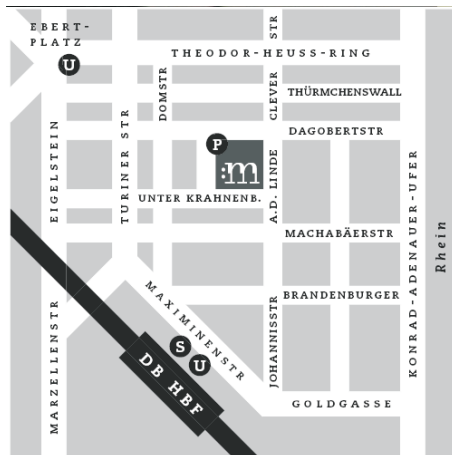 EBERT-
PLATZ
U
THEODOR-HEUSS-RING
CLEVER STR
DOMSTR
THÜRMCHENSWALL
DAGOBERTSTR
EIGELSTEIN
TURINER STR
P
:m
A.D. LINDE
UNTER KRAHNENB.
KONRAD-ADENAUER-UFER
Rhein
MACHABÄERSTR
MAXIMINENSTR
BRANDENBURGER
MARZELLENSTR
S
U
DB HBF
JOHANNISSTR
GOLDGASSE